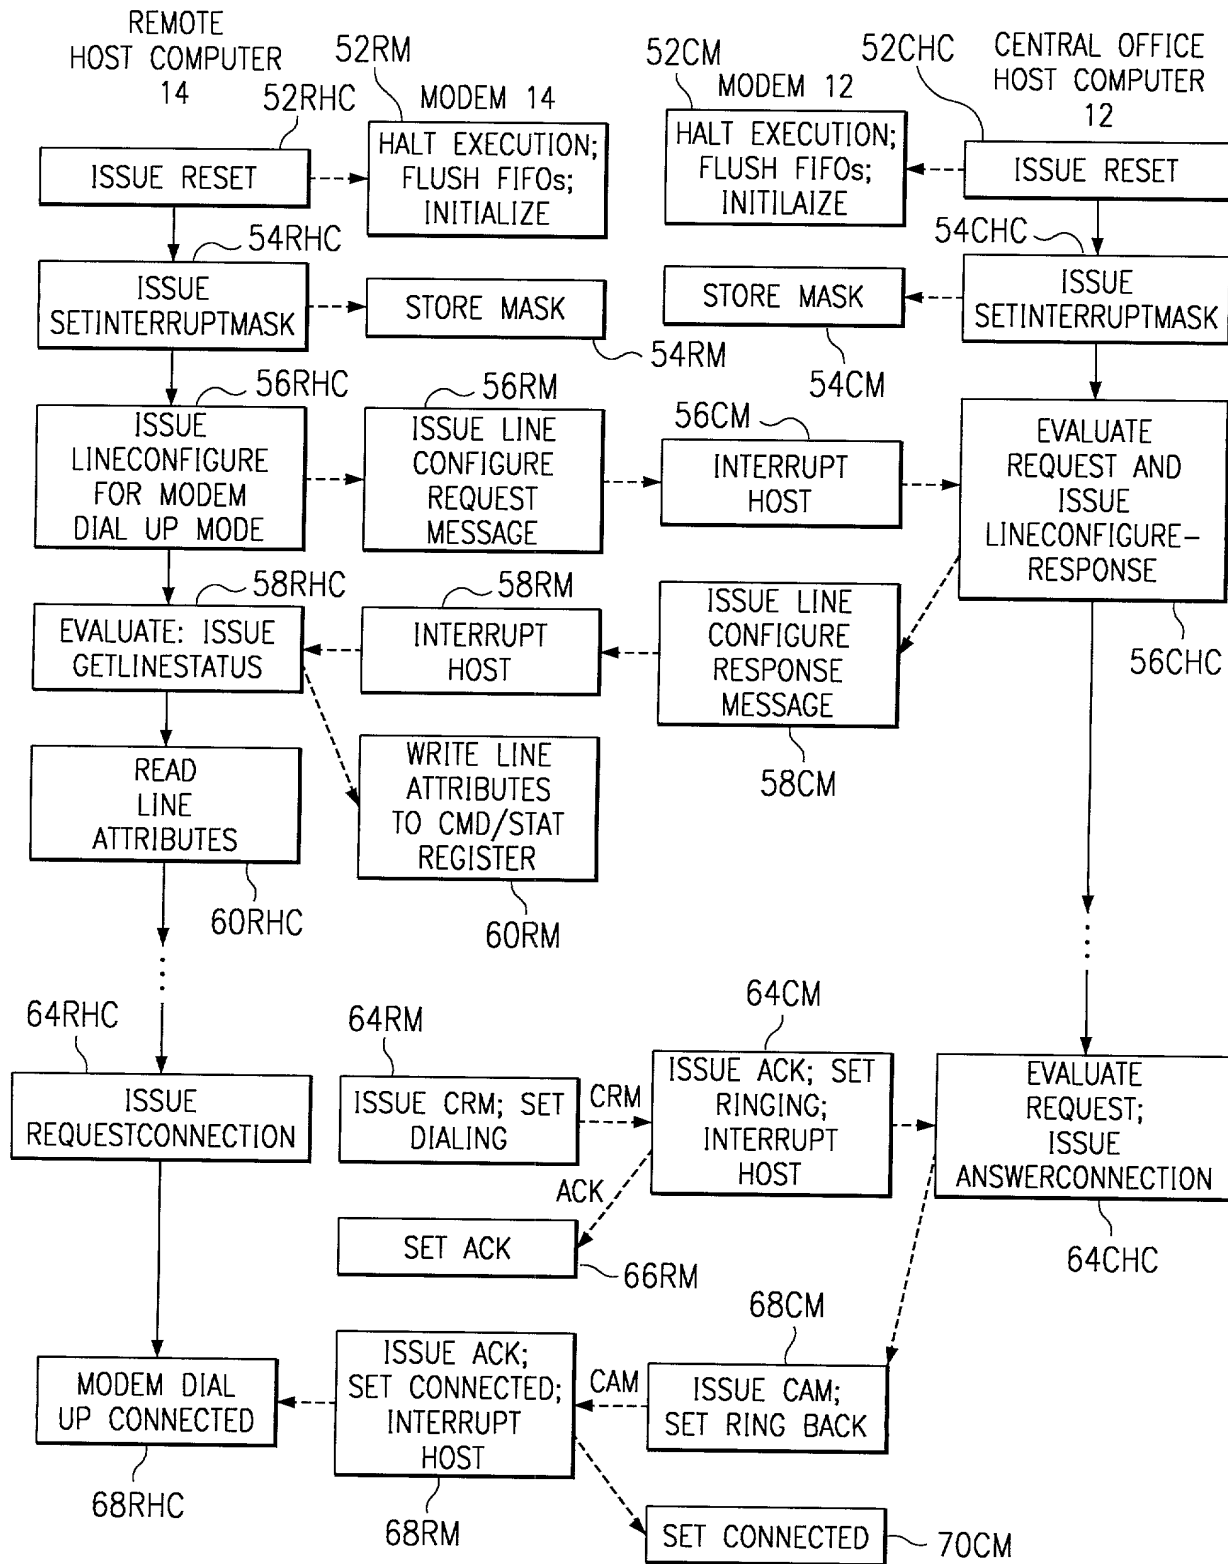 REMOTE
HOST COMPUTER
14
52RHC
52RM
MODEM 14
52CM
MODEM 12
52CHC
CENTRAL OFFICE
HOST COMPUTER
12
ISSUE RESET
HALT EXECUTION;
FLUSH FIFOs;
INITIALIZE
HALT EXECUTION;
FLUSH FIFOs;
INITILAIZE
ISSUE RESET
54RHC
54CHC
ISSUE
SETINTERRUPTMASK
STORE MASK
54RM
STORE MASK
54CM
ISSUE
SETINTERRUPTMASK
56RHC
56RM
56CM
ISSUE
LINECONFIGURE
FOR MODEM
DIAL UP MODE
ISSUE LINE
CONFIGURE
REQUEST
MESSAGE
INTERRUPT
HOST
EVALUATE
REQUEST AND
ISSUE
LINECONFIGURE-
RESPONSE
56CHC
58RHC
58RM
EVALUATE: ISSUE
GETLINESTATUS
INTERRUPT
HOST
ISSUE LINE
CONFIGURE
RESPONSE
MESSAGE
58CM
READ
LINE
ATTRIBUTES
60RHC
WRITE LINE
ATTRIBUTES
TO CMD/STAT
REGISTER
60RM
64RHC
64RM
64CM
ISSUE
REQUESTCONNECTION
ISSUE CRM; SET
DIALING
CRM
ISSUE ACK; SET
RINGING;
INTERRUPT
HOST
EVALUATE
REQUEST;
ISSUE
ANSWERCONNECTION
64CHC
ACK
SET ACK
66RM
68CM
MODEM DIAL
UP CONNECTED
68RHC
ISSUE ACK;
SET CONNECTED;
INTERRUPT
HOST
68RM
CAM
ISSUE CAM;
SET RING BACK
SET CONNECTED
70CM